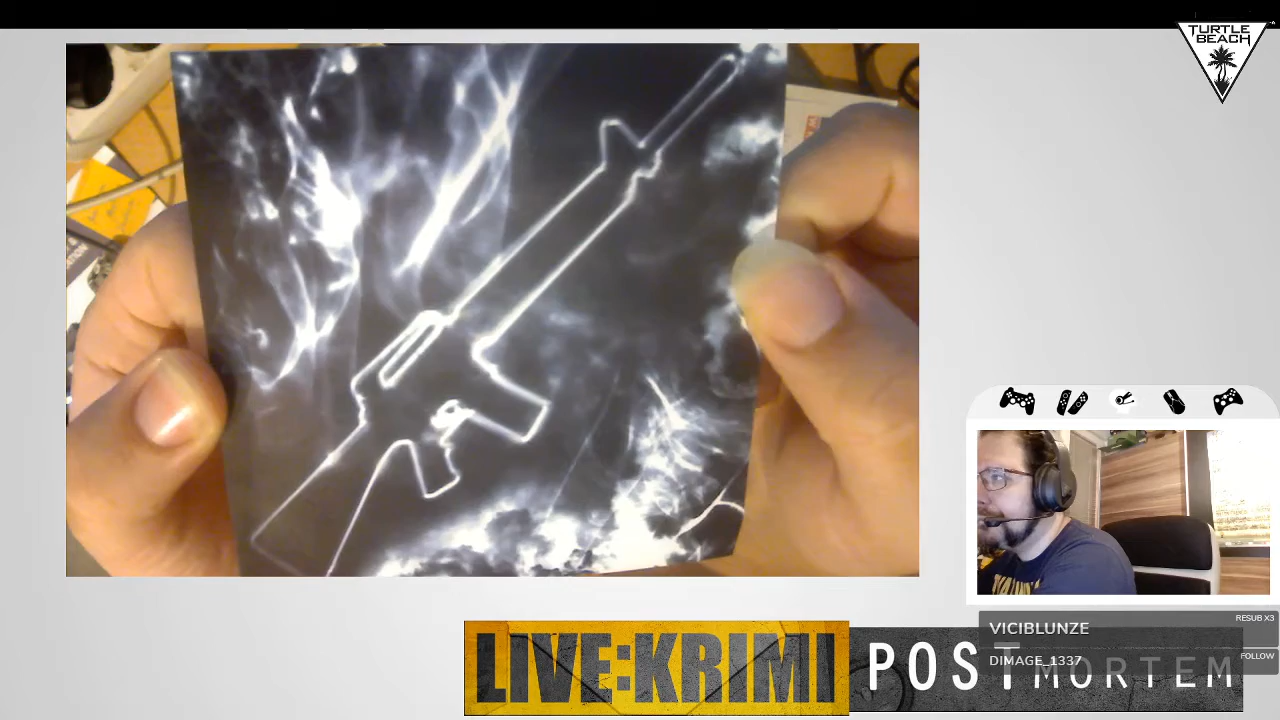 TURTLE
BEACH
RESUB X3
VICIBLUNZE
FOLLOW
DIMAGE_1337
LIVE:KRIMI
POSTMORTEM